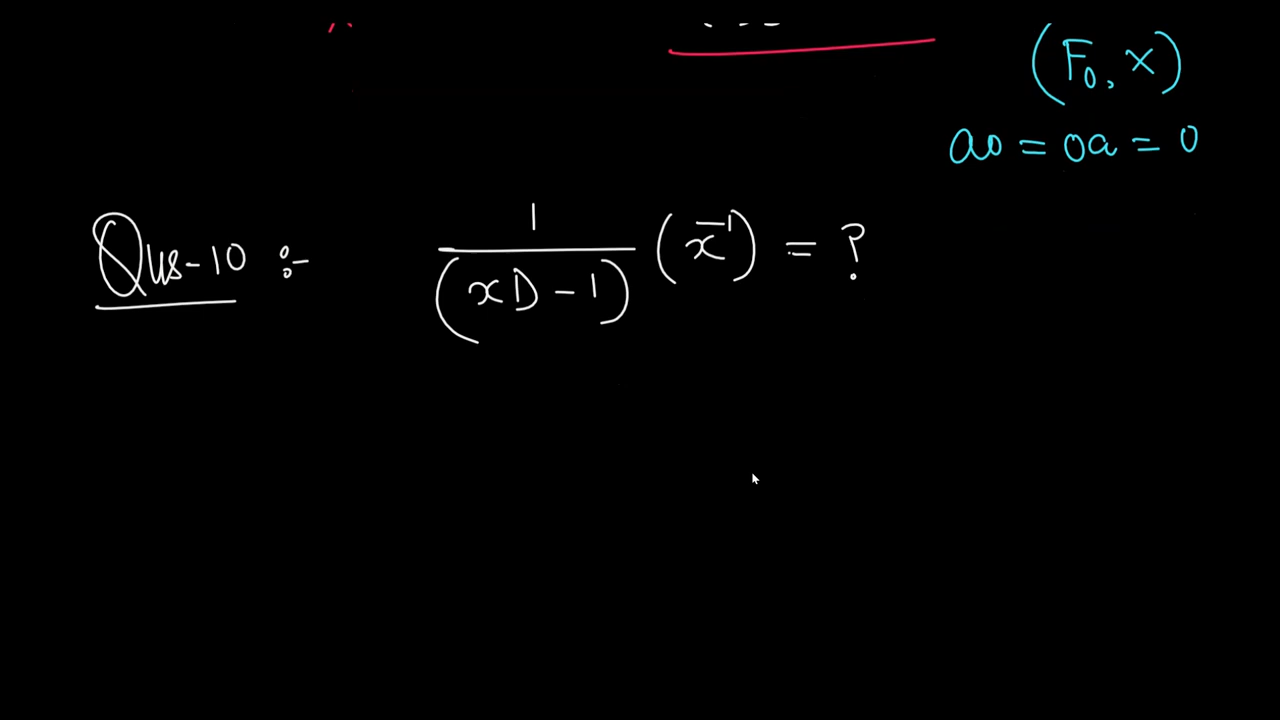 (F₀, ×)
a0 = 0a = 0
Qus-10 :- 1/(xD - 1) (x⁻¹) = ?